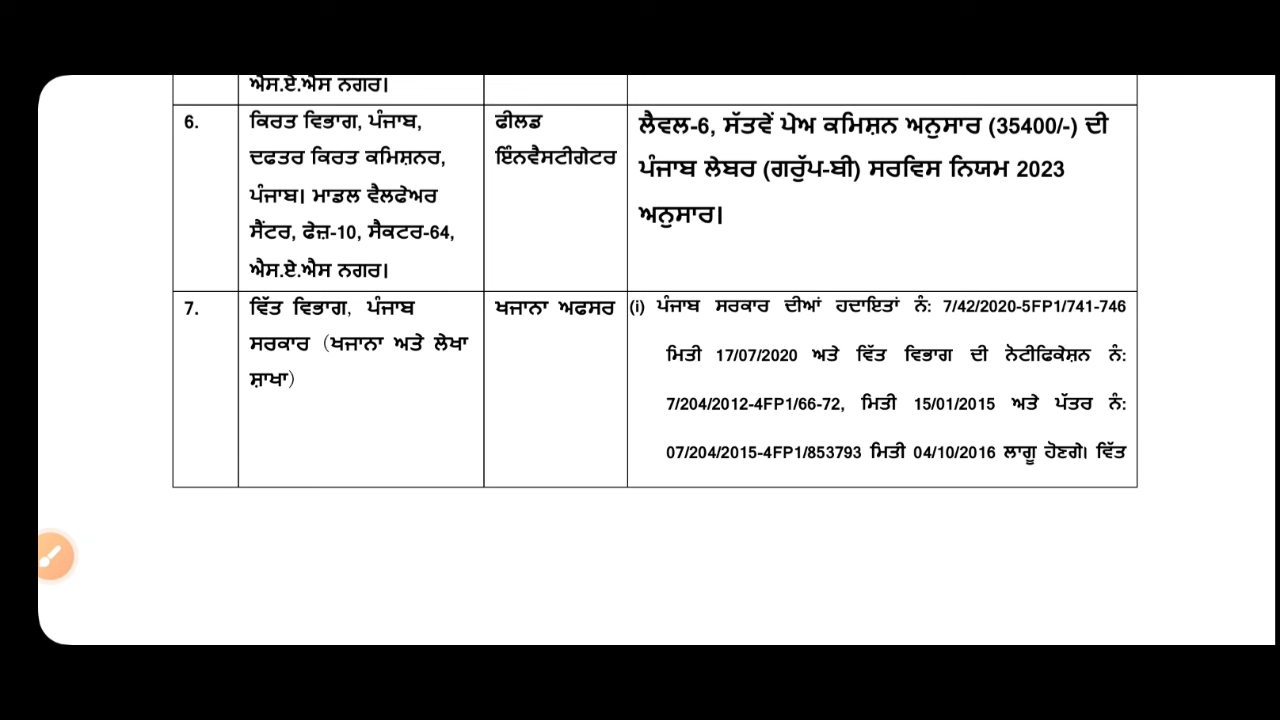 ਐਸ.ਏ.ਐਸ ਨਗਰ।
6.
ਕਿਰਤ ਵਿਭਾਗ, ਪੰਜਾਬ,
ਦਫਤਰ ਕਿਰਤ ਕਮਿਸ਼ਨਰ,
ਪੰਜਾਬ। ਮਾਡਲ ਵੈਲਫੇਅਰ
ਸੈਂਟਰ, ਫੇਜ਼-10, ਸੈਕਟਰ-64,
ਐਸ.ਏ.ਐਸ ਨਗਰ।
ਫੀਲਡ
ਇੰਨਵੈਸਟੀਗੇਟਰ
ਲੈਵਲ-6, ਸੱਤਵੇਂ ਪੇਅ ਕਮਿਸ਼ਨ ਅਨੁਸਾਰ (35400/-) ਦੀ
ਪੰਜਾਬ ਲੇਬਰ (ਗਰੁੱਪ-ਬੀ) ਸਰਵਿਸ ਨਿਯਮ 2023
ਅਨੁਸਾਰ।
7.
ਵਿੱਤ ਵਿਭਾਗ, ਪੰਜਾਬ
ਸਰਕਾਰ (ਖਜਾਨਾ ਅਤੇ ਲੇਖਾ
ਸ਼ਾਖਾ)
ਖਜਾਨਾ ਅਫਸਰ
(i) ਪੰਜਾਬ ਸਰਕਾਰ ਦੀਆਂ ਹਦਾਇਤਾਂ ਨੰ: 7/42/2020-5FP1/741-746
ਮਿਤੀ 17/07/2020 ਅਤੇ ਵਿੱਤ ਵਿਭਾਗ ਦੀ ਨੋਟੀਫਿਕੇਸ਼ਨ ਨੰ:
7/204/2012-4FP1/66-72, ਮਿਤੀ 15/01/2015 ਅਤੇ ਪੱਤਰ ਨੰ:
07/204/2015-4FP1/853793 ਮਿਤੀ 04/10/2016 ਲਾਗੂ ਹੋਣਗੇ। ਵਿੱਤ